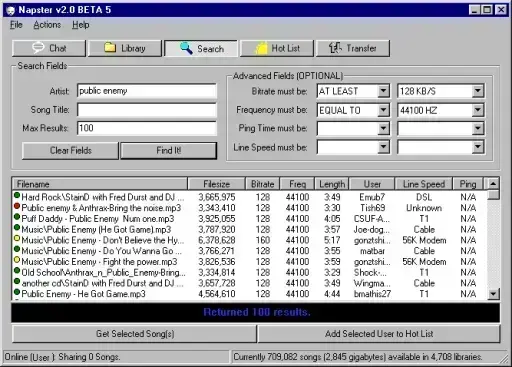 Napster v2.0 BETA 5
File Actions Help
Chat Library Search Hot List Transfer
Search Fields
Artist: public enemy
Song Title:
Max Results: 100
Clear Fields Find It!
Advanced Fields (OPTIONAL)
Bitrate must be: AT LEAST 128 KB/S
Frequency must be: EQUAL TO 44100 HZ
Ping Time must be:
Line Speed must be:
Filename Filesize Bitrate Freq Length User Line Speed Ping
Hard Rock\StainD with Fred Durst and DJ ... 3,665,975 128 44100 3:49 Emub7 DSL N/A
Public enemy & Anthrax-Bring the noise.mp3 3,343,410 128 44100 3:30 Tish69 Unknown N/A
Puff Daddy - Public Enemy Num one.mp3 3,925,055 128 44100 4:05 CSUF-A... T1 N/A
Music\Public Enemy (He Got Game).mp3 3,787,920 128 44100 3:57 Joe-dog... Cable N/A
Music\Public Enemy - Don't Believe the Hy... 6,378,628 160 44100 5:17 gonztshi... 56K Modem N/A
Music\Public Enemy - Do You Wanna Go ... 3,766,271 128 44100 3:55 matbar Cable N/A
Music\Public Enemy - Fight the power.mp3 3,826,536 128 44100 3:59 gonztshi... 56K Modem N/A
Old School\Anthrax_n_Public_Enemy-Bring... 3,334,814 128 44100 3:29 Shock-... T1 N/A
another cd\StainD with Fred Durst and DJ ... 3,657,728 128 44100 3:49 Wingma... Cable N/A
Public Enemy - He Got Game.mp3 4,564,610 128 44100 4:44 bmathis27 T1 N/A
Returned 100 results.
Get Selected Song(s) Add Selected User to Hot List
Online (User): Sharing 0 Songs. Currently 709,082 songs (2,845 gigabytes) available in 4,708 libraries.